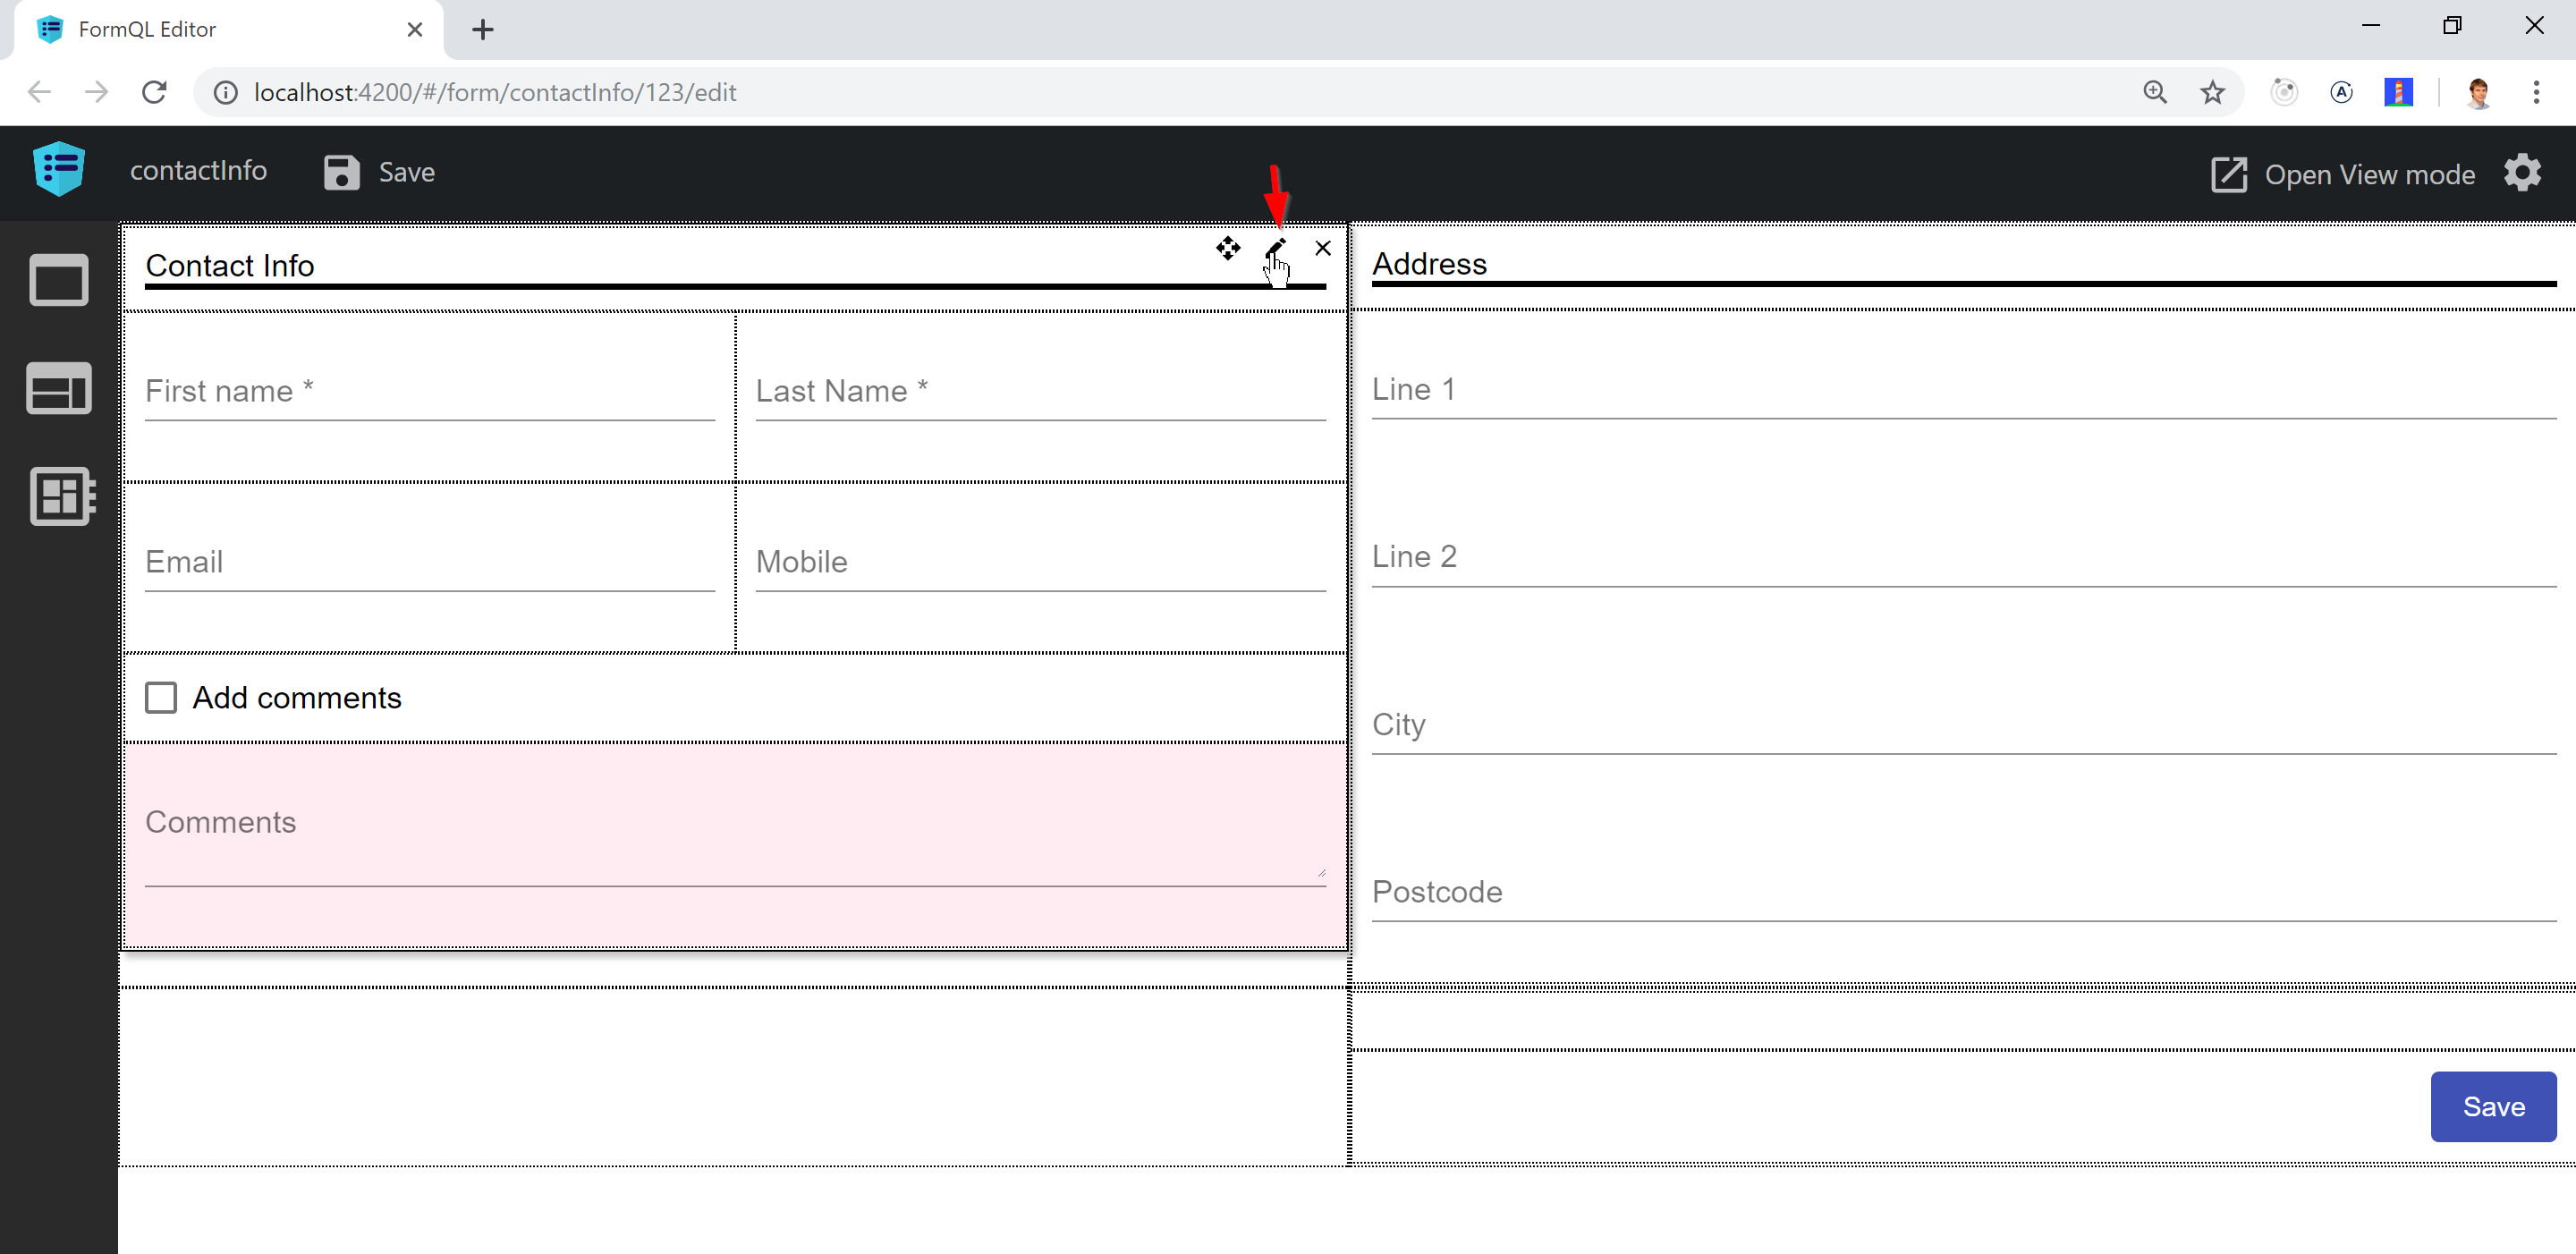 FormQL Editor
localhost:4200/#/form/contactInfo/123/edit
contactInfo
Save
Open View mode
Contact Info
Address
First name *
Last Name *
Line 1
Email
Mobile
Line 2
Add comments
City
Comments
Postcode
Save